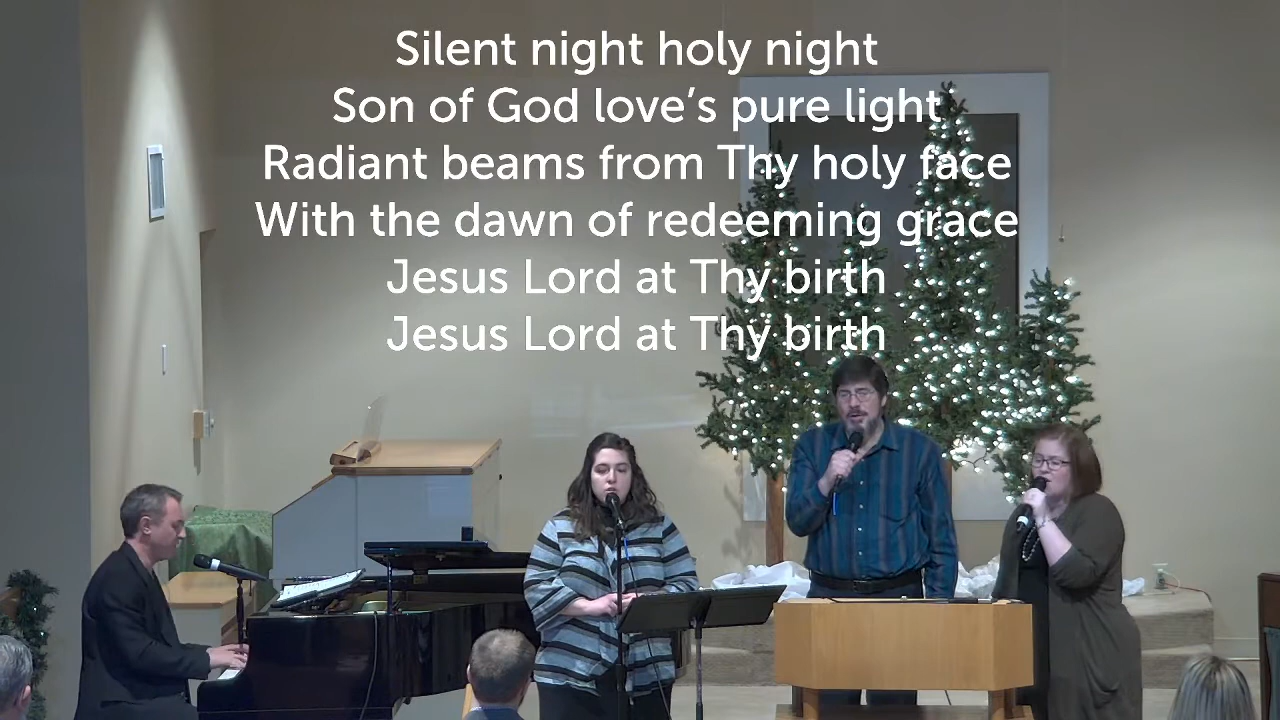 Silent night holy night
Son of God love’s pure light
Radiant beams from Thy holy face
With the dawn of redeeming grace
Jesus Lord at Thy birth
Jesus Lord at Thy birth